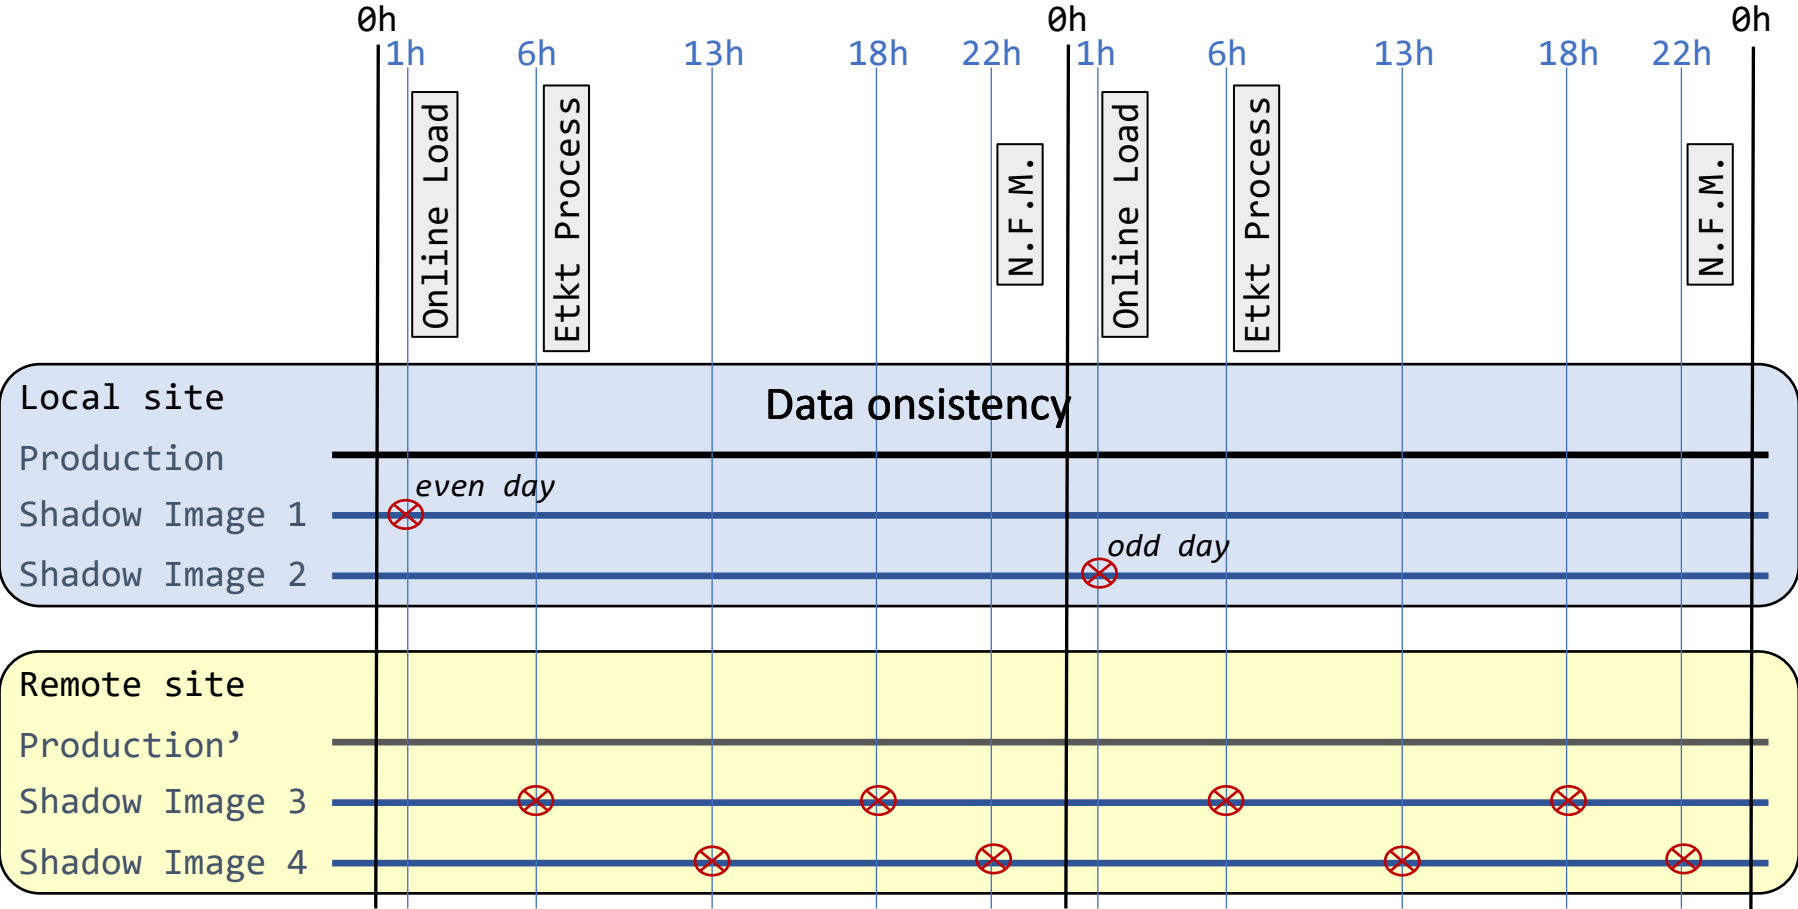 0h 0h 0h
1h 6h 13h 18h 22h 1h 6h 13h 18h 22h
Online Load
Etkt Process
N.F.M.
Online Load
Etkt Process
N.F.M.
Local site
Data onsistency
Production
even day
Shadow Image 1
odd day
Shadow Image 2
Remote site
Production’
Shadow Image 3
Shadow Image 4